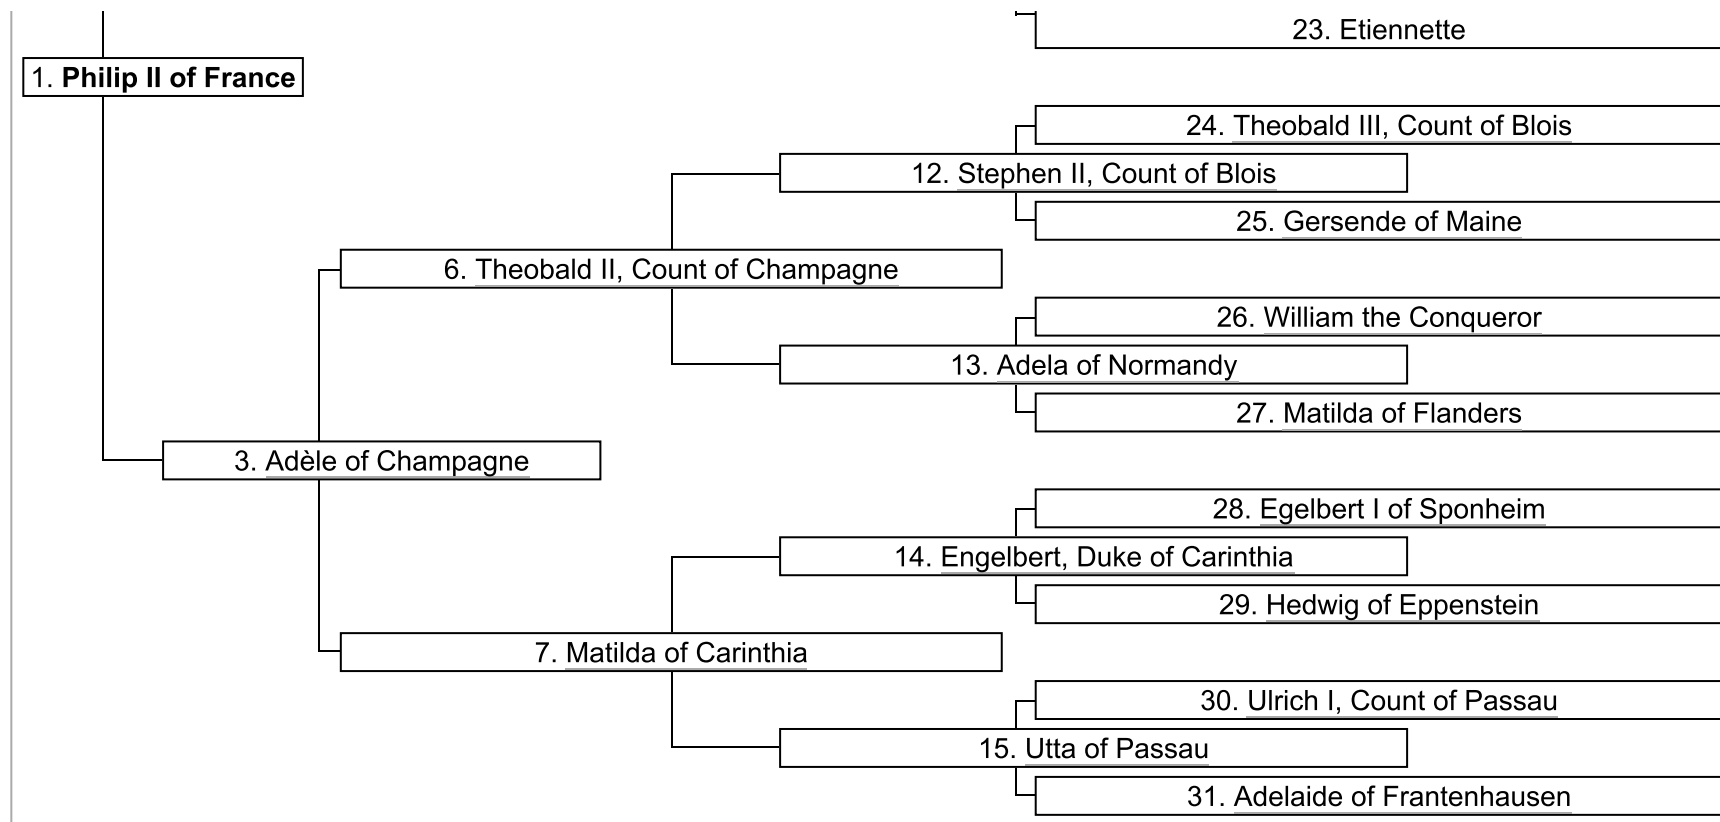 23. Etiennette
1. Philip II of France
24. Theobald III, Count of Blois
12. Stephen II, Count of Blois
25. Gersende of Maine
6. Theobald II, Count of Champagne
26. William the Conqueror
13. Adela of Normandy
27. Matilda of Flanders
3. Adèle of Champagne
28. Egelbert I of Sponheim
14. Engelbert, Duke of Carinthia
29. Hedwig of Eppenstein
7. Matilda of Carinthia
30. Ulrich I, Count of Passau
15. Utta of Passau
31. Adelaide of Frantenhausen